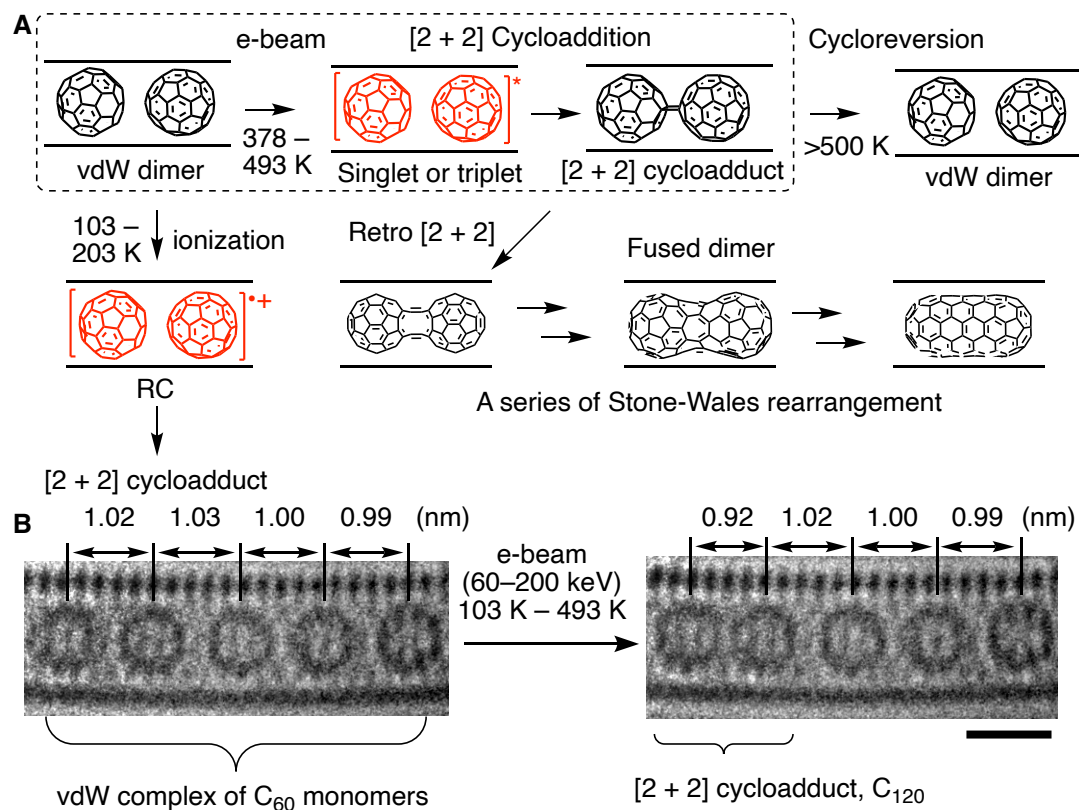 A
e-beam
[2 + 2] Cycloaddition
Cycloreversion
*
378 –
493 K
>500 K
vdW dimer
Singlet or triplet
[2 + 2] cycloadduct
vdW dimer
103 –
203 K
ionization
Retro [2 + 2]
Fused dimer
•+
RC
A series of Stone-Wales rearrangement
[2 + 2] cycloadduct
B
1.02 1.03 1.00 0.99 (nm)
0.92 1.02 1.00 0.99 (nm)
e-beam
(60–200 keV)
103 K – 493 K
vdW complex of C60 monomers
[2 + 2] cycloadduct, C120